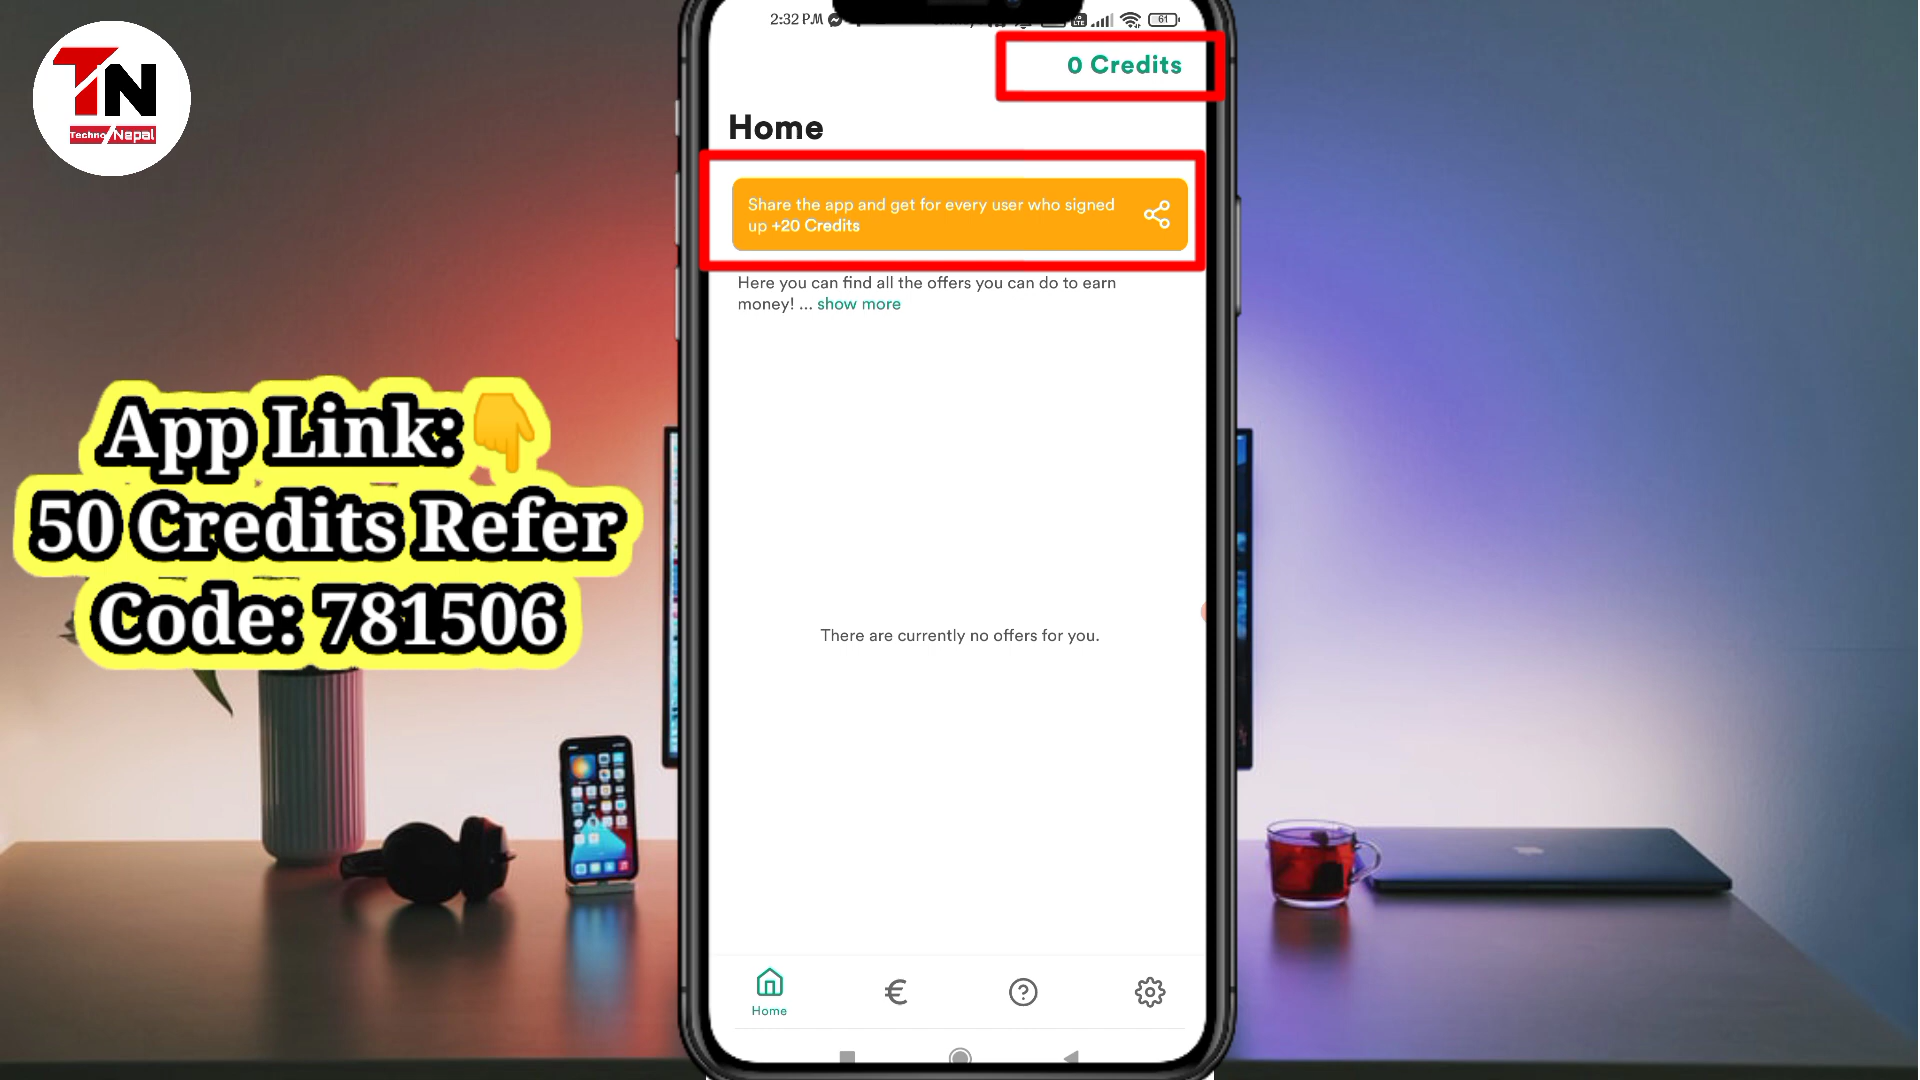 TN
Techno Nepal
2:32 PM
61
0 Credits
Home
Share the app and get for every user who signed
up +20 Credits
Here you can find all the offers you can do to earn
money! ... show more
App Link:👇
50 Credits Refer
Code: 781506
There are currently no offers for you.
€
?
Home